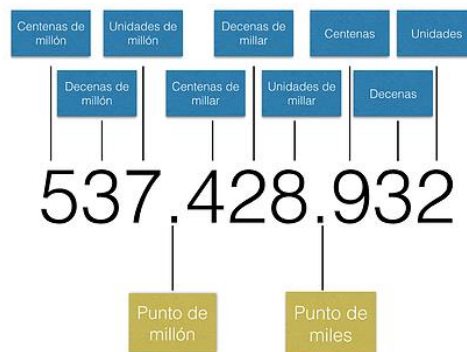 Centenas de
millón
Unidades
de millón
Decenas de
millar
Centenas
Unidades
Decenas de
millón
Centenas de
millar
Unidades de
millar
Decenas
537.428.932
Punto de
millón
Punto de
miles